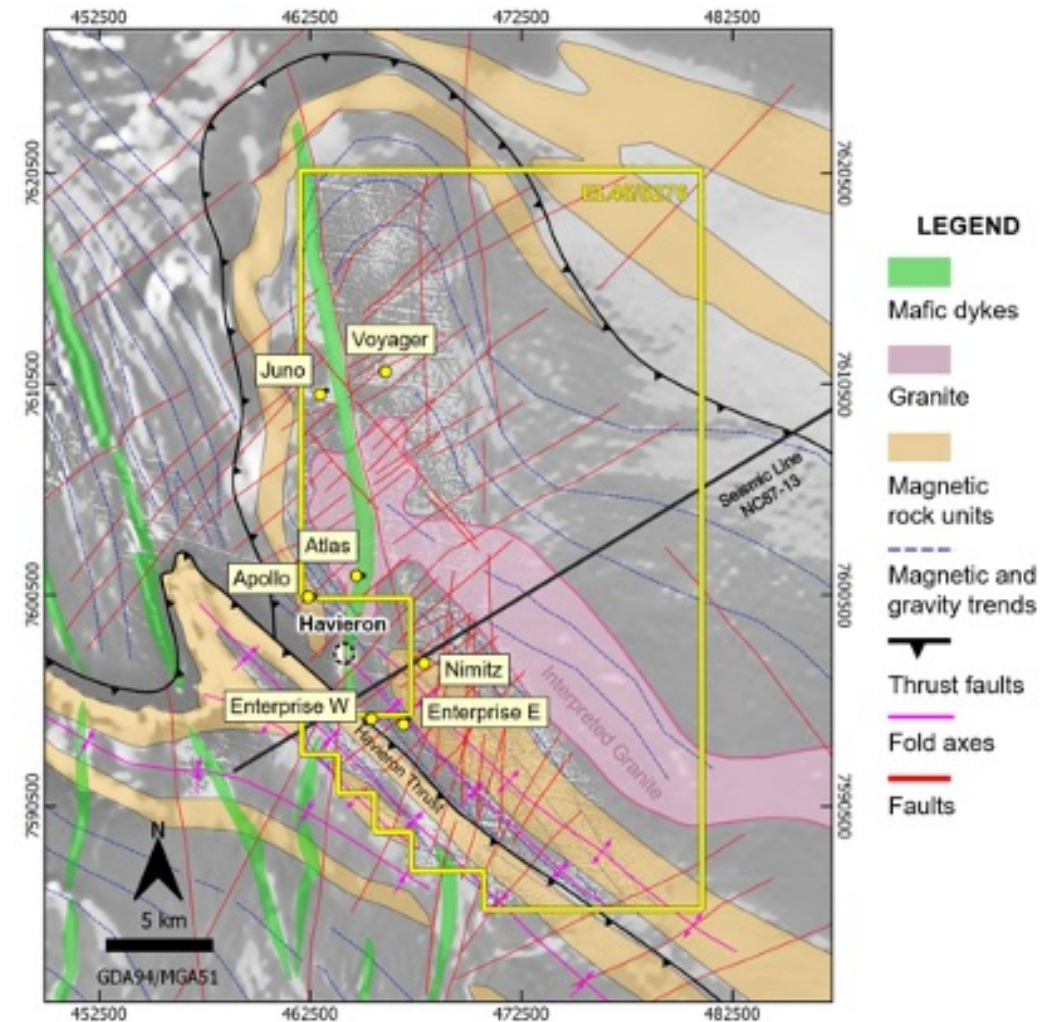 452500
462500
472500
482500
7620500
7620500
Voyager
Juno
7610500
7610500
Seismic Line
NC87-13
Atlas
Apollo
7600500
7600500
Havieron
Nimitz
Enterprise W
Enterprise E
Interpreted Granite
Havieron Thrust
7590500
7590500
N
5 km
GDA94/MGA51
452500
462500
472500
482500
LEGEND
Mafic dykes
Granite
Magnetic
rock units
Magnetic and
gravity trends
Thrust faults
Fold axes
Faults